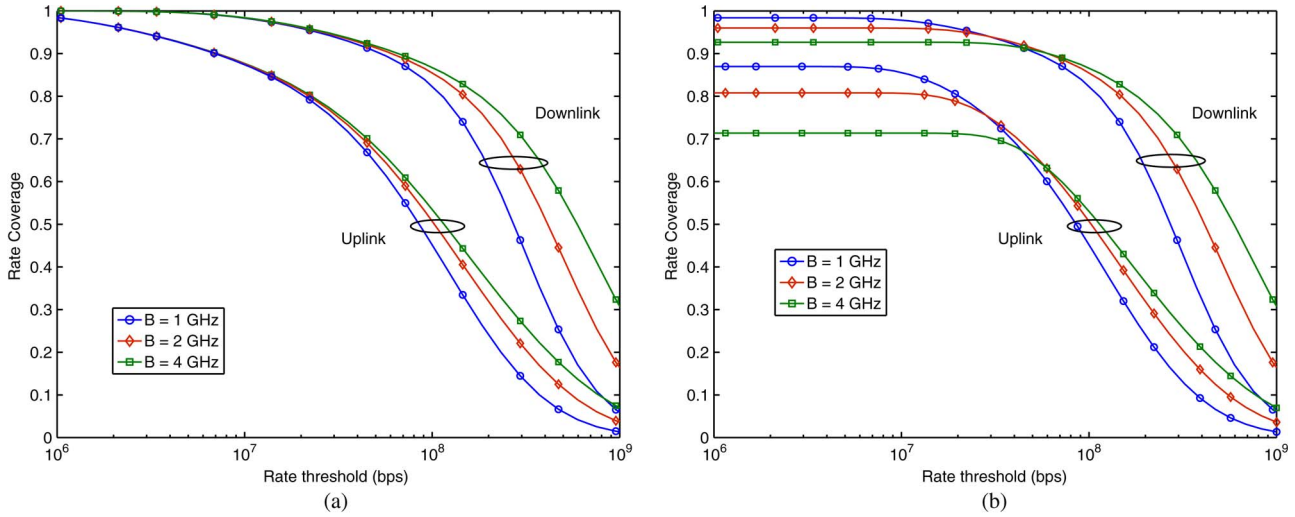 1
0.9
0.8
0.7
0.6
0.5
0.4
0.3
0.2
0.1
0
Rate Coverage
Downlink
Uplink
B = 1 GHz
B = 2 GHz
B = 4 GHz
10^6
10^7
10^8
10^9
Rate threshold (bps)
(a)
1
0.9
0.8
0.7
0.6
0.5
0.4
0.3
0.2
0.1
0
Rate Coverage
Downlink
Uplink
B = 1 GHz
B = 2 GHz
B = 4 GHz
10^6
10^7
10^8
10^9
Rate threshold (bps)
(b)